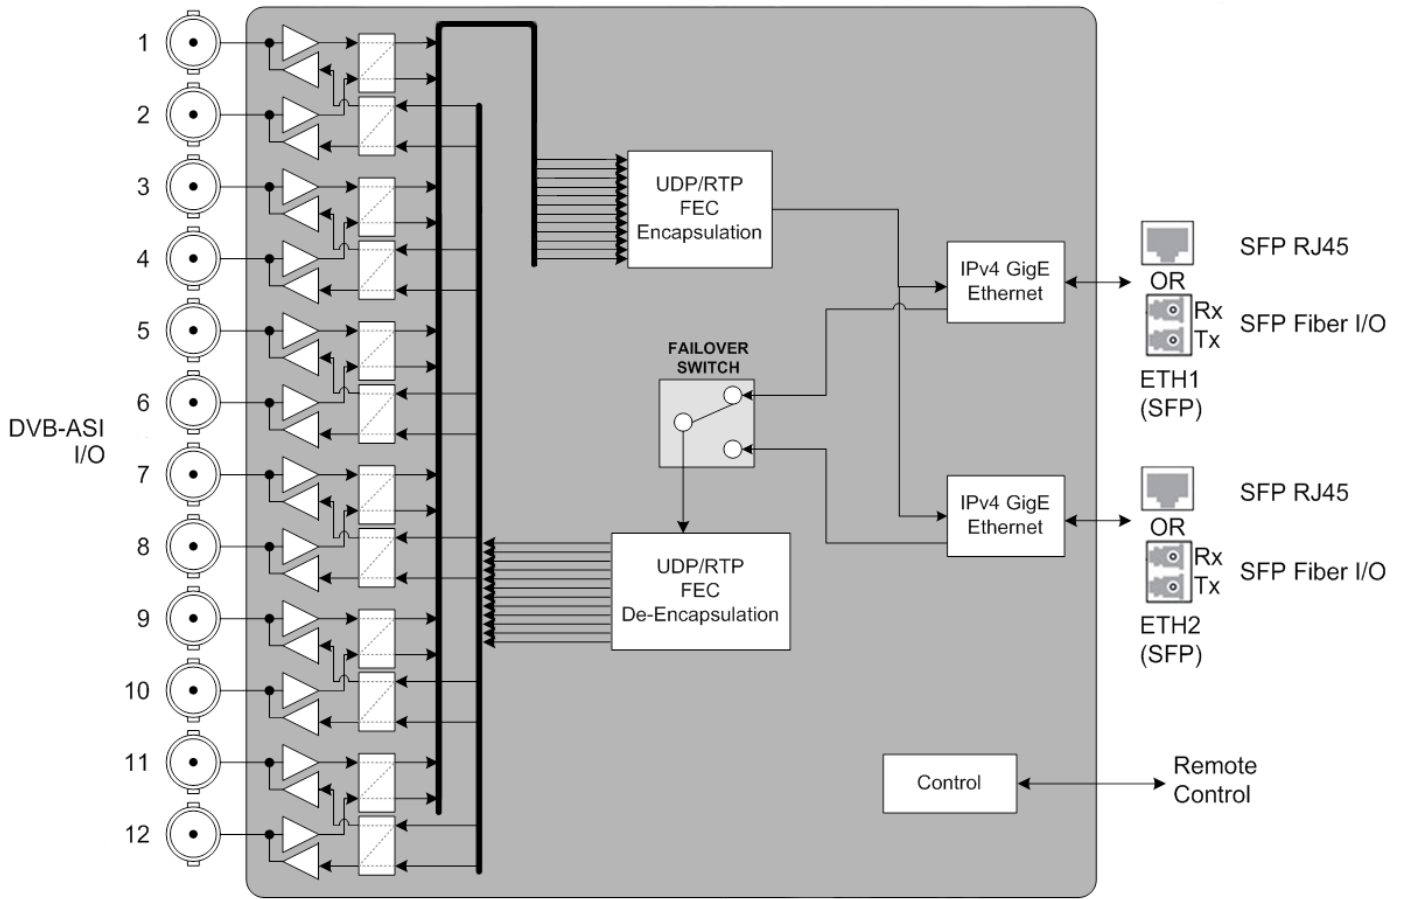 1
2
3
4
5
6
7
8
9
10
11
12
DVB-ASI
I/O
UDP/RTP
FEC
Encapsulation
FAILOVER
SWITCH
UDP/RTP
FEC
De-Encapsulation
IPv4 GigE
Ethernet
IPv4 GigE
Ethernet
Control
SFP RJ45
OR
Rx
Tx
SFP Fiber I/O
ETH1
(SFP)
SFP RJ45
OR
Rx
Tx
SFP Fiber I/O
ETH2
(SFP)
Remote
Control